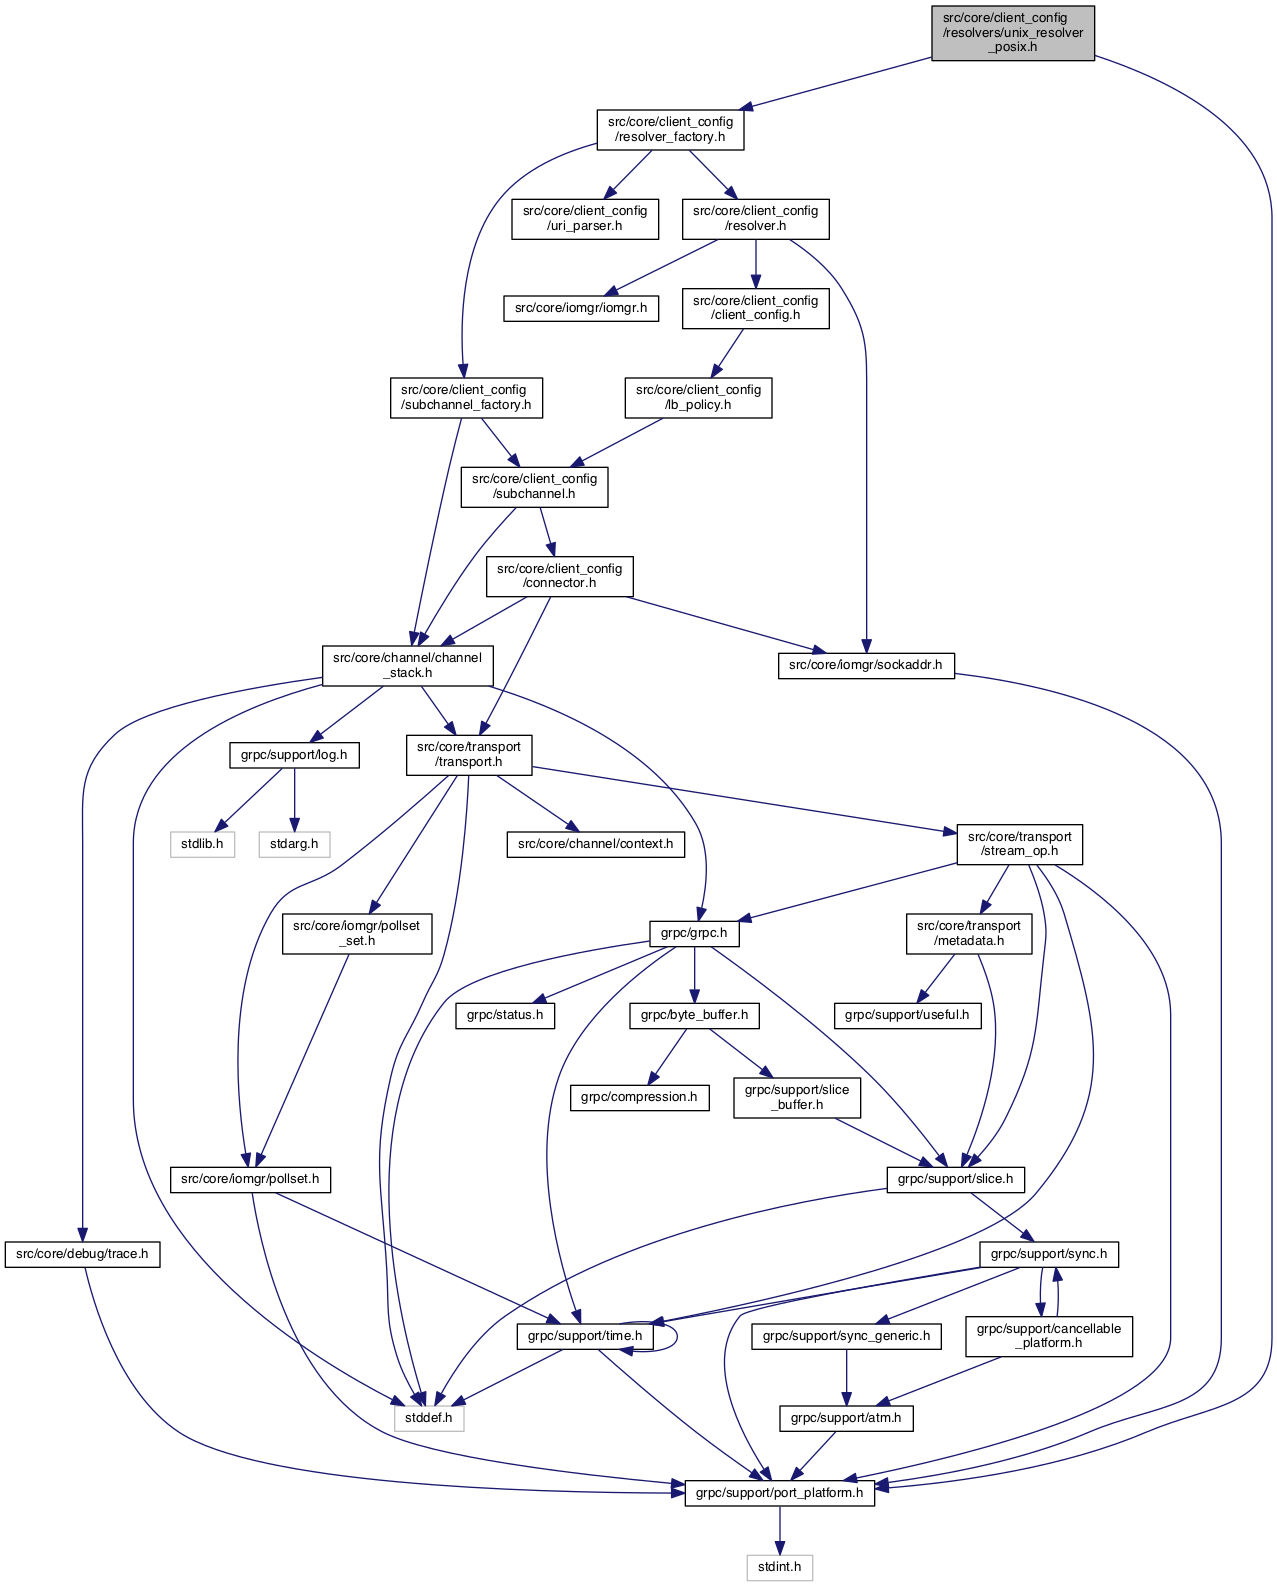 src/core/client_config
/resolvers/unix_resolver
_posix.h
src/core/client_config
/resolver_factory.h
src/core/client_config
/uri_parser.h
src/core/client_config
/resolver.h
src/core/iomgr/iomgr.h
src/core/client_config
/client_config.h
src/core/client_config
/subchannel_factory.h
src/core/client_config
/lb_policy.h
src/core/client_config
/subchannel.h
src/core/client_config
/connector.h
src/core/channel/channel
_stack.h
src/core/iomgr/sockaddr.h
grpc/support/log.h
src/core/transport
/transport.h
stdlib.h
stdarg.h
src/core/channel/context.h
src/core/transport
/stream_op.h
src/core/iomgr/pollset
_set.h
grpc/grpc.h
src/core/transport
/metadata.h
grpc/status.h
grpc/byte_buffer.h
grpc/support/useful.h
grpc/compression.h
grpc/support/slice
_buffer.h
src/core/iomgr/pollset.h
grpc/support/slice.h
src/core/debug/trace.h
grpc/support/sync.h
grpc/support/time.h
grpc/support/sync_generic.h
grpc/support/cancellable
_platform.h
stddef.h
grpc/support/atm.h
grpc/support/port_platform.h
stdint.h